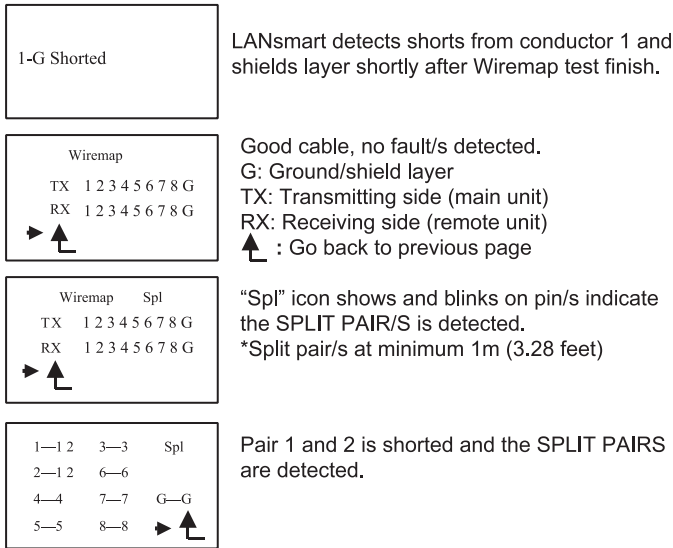 1-G Shorted
LANsmart detects shorts from conductor 1 and
shields layer shortly after Wiremap test finish.
Wiremap
TX 1 2 3 4 5 6 7 8 G
RX 1 2 3 4 5 6 7 8 G
Good cable, no fault/s detected.
G: Ground/shield layer
TX: Transmitting side (main unit)
RX: Receiving side (remote unit)
: Go back to previous page
Wiremap Spl
TX 1 2 3 4 5 6 7 8 G
RX 1 2 3 4 5 6 7 8 G
“Spl” icon shows and blinks on pin/s indicate
the SPLIT PAIR/S is detected.
*Split pair/s at minimum 1m (3.28 feet)
1—1 2 3—3 Spl
2—1 2 6—6
4—4 7—7 G—G
5—5 8—8
Pair 1 and 2 is shorted and the SPLIT PAIRS
are detected.